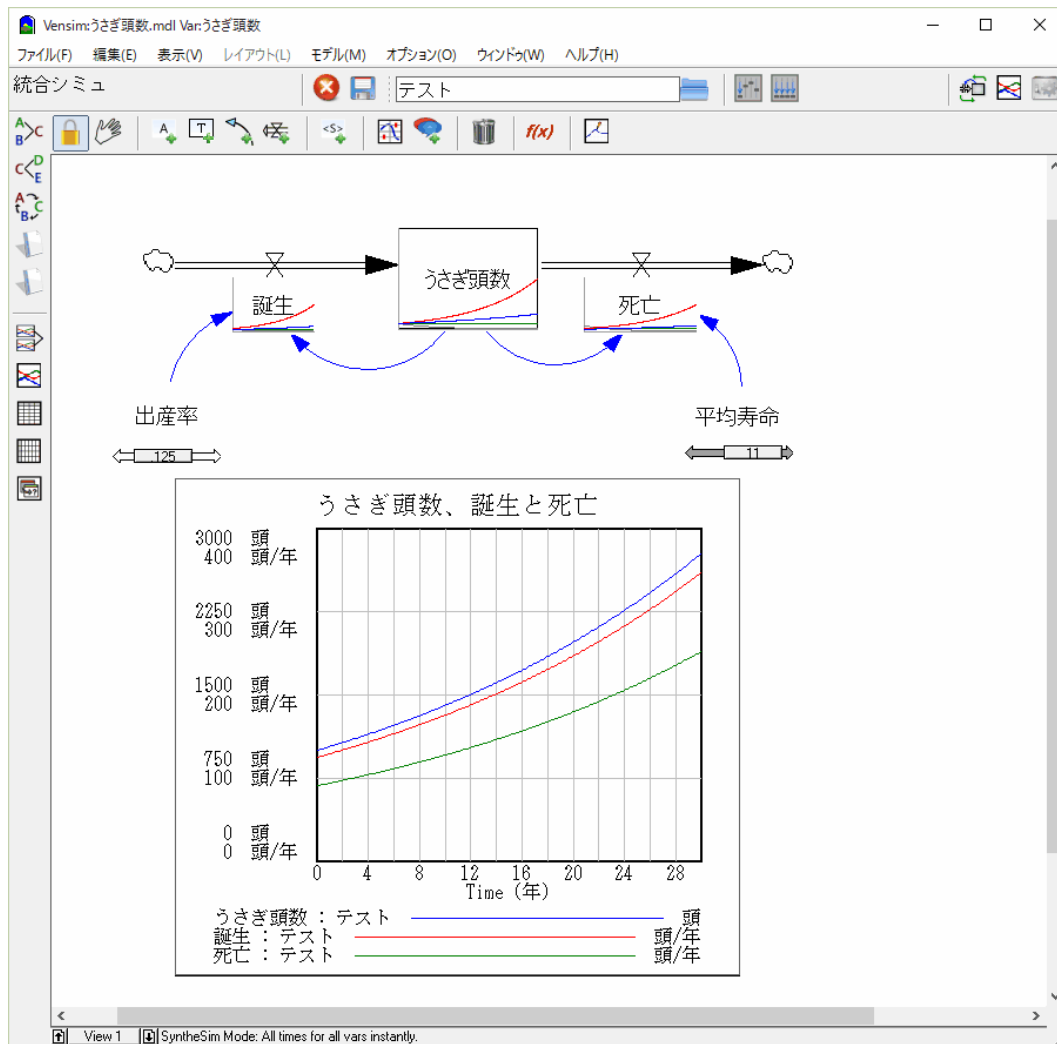 Vensim:うさぎ頭数.mdl Var:うさぎ頭数
ファイル(F) 編集(E) 表示(V) レイアウト(L) モデル(M) オプション(O) ウィンドゥ(W) ヘルプ(H)
統合シミュ テスト
A B C A T <S> f(x)
C D E
A B C
うさぎ頭数
誕生 死亡
出産率 平均寿命
.125 11
うさぎ頭数、誕生と死亡
3000 頭
400 頭/年
2250 頭
300 頭/年
1500 頭
200 頭/年
750 頭
100 頭/年
0 頭
0 頭/年
0 4 8 12 16 20 24 28
Time (年)
うさぎ頭数 : テスト 頭
誕生 : テスト 頭/年
死亡 : テスト 頭/年
View 1 SyntheSim Mode: All times for all vars instantly.